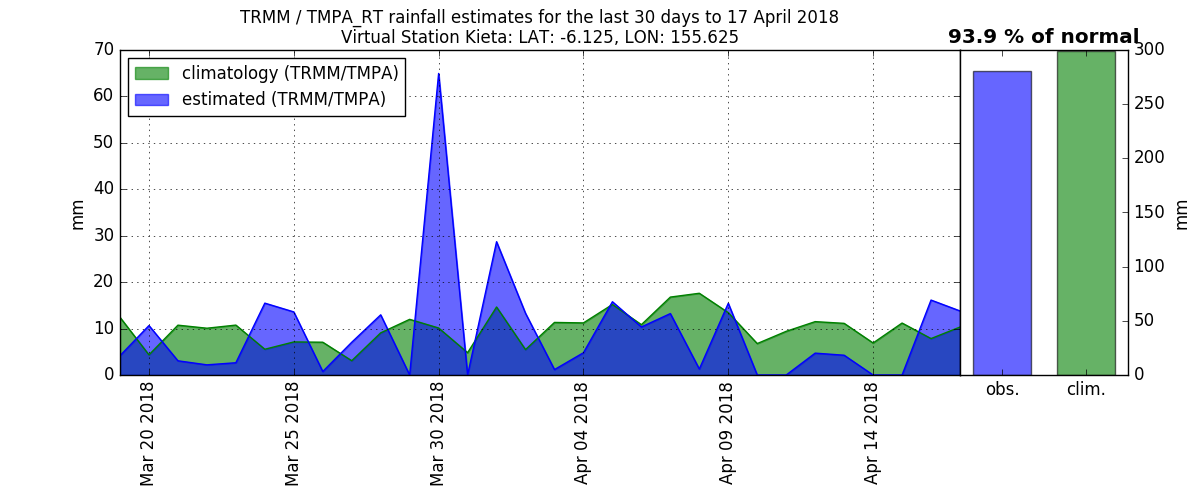 TRMM / TMPA_RT rainfall estimates for the last 30 days to 17 April 2018
Virtual Station Kieta: LAT: -6.125, LON: 155.625
93.9 % of normal
climatology (TRMM/TMPA)
estimated (TRMM/TMPA)
70
60
50
40
30
20
10
0
mm
Mar 20 2018
Mar 25 2018
Mar 30 2018
Apr 04 2018
Apr 09 2018
Apr 14 2018
300
250
200
150
100
50
0
mm
obs.
clim.